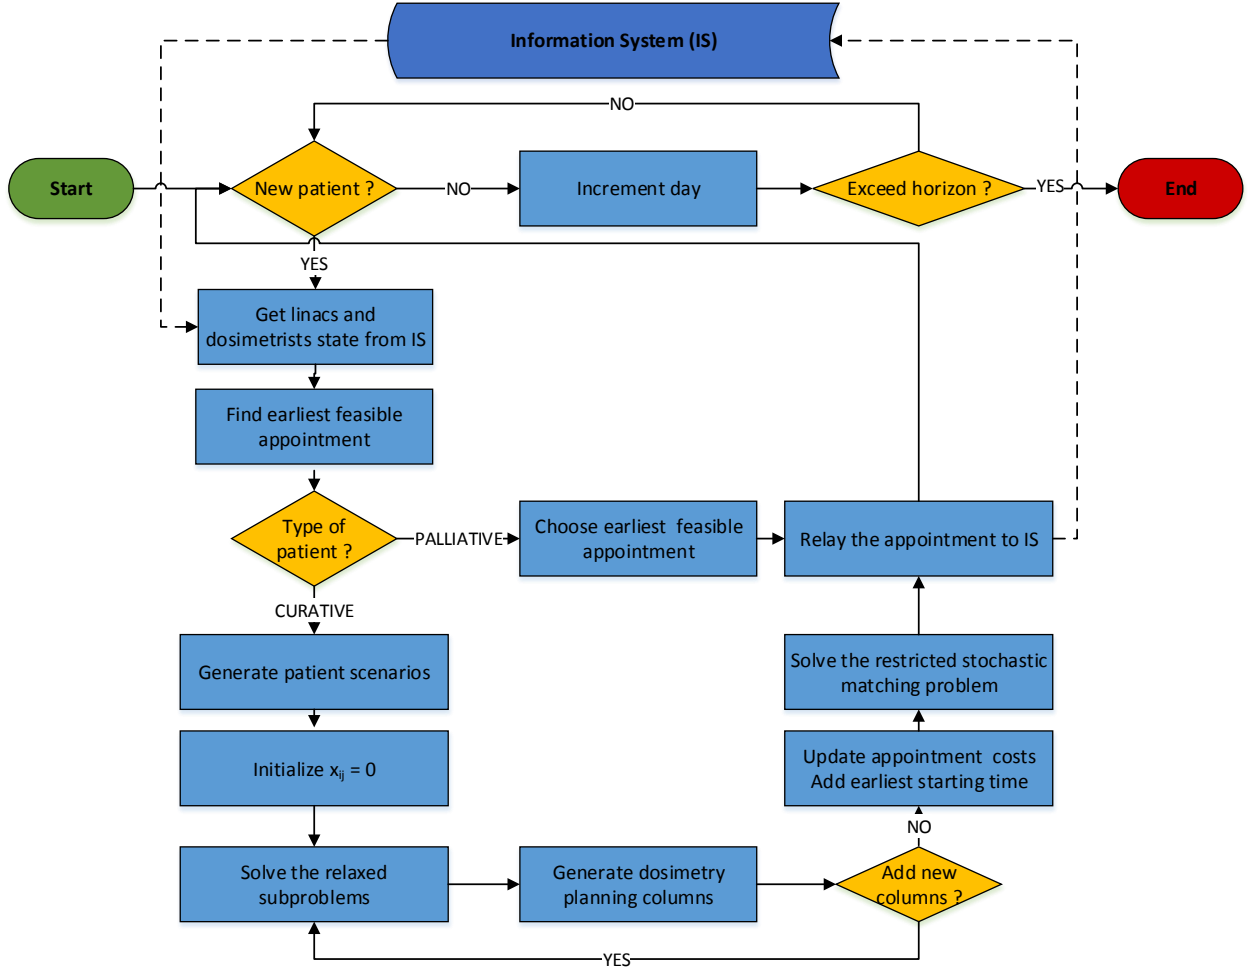 Information System (IS)
NO
Start
New patient ?
NO
Increment day
Exceed horizon ?
YES
End
YES
Get linacs and
dosimetrists state from IS
Find earliest feasible
appointment
Type of
patient ?
PALLIATIVE
Choose earliest feasible
appointment
Relay the appointment to IS
CURATIVE
Generate patient scenarios
Solve the restricted stochastic
matching problem
Initialize xij = 0
Update appointment costs
Add earliest starting time
NO
Solve the relaxed
subproblems
Generate dosimetry
planning columns
Add new
columns ?
YES